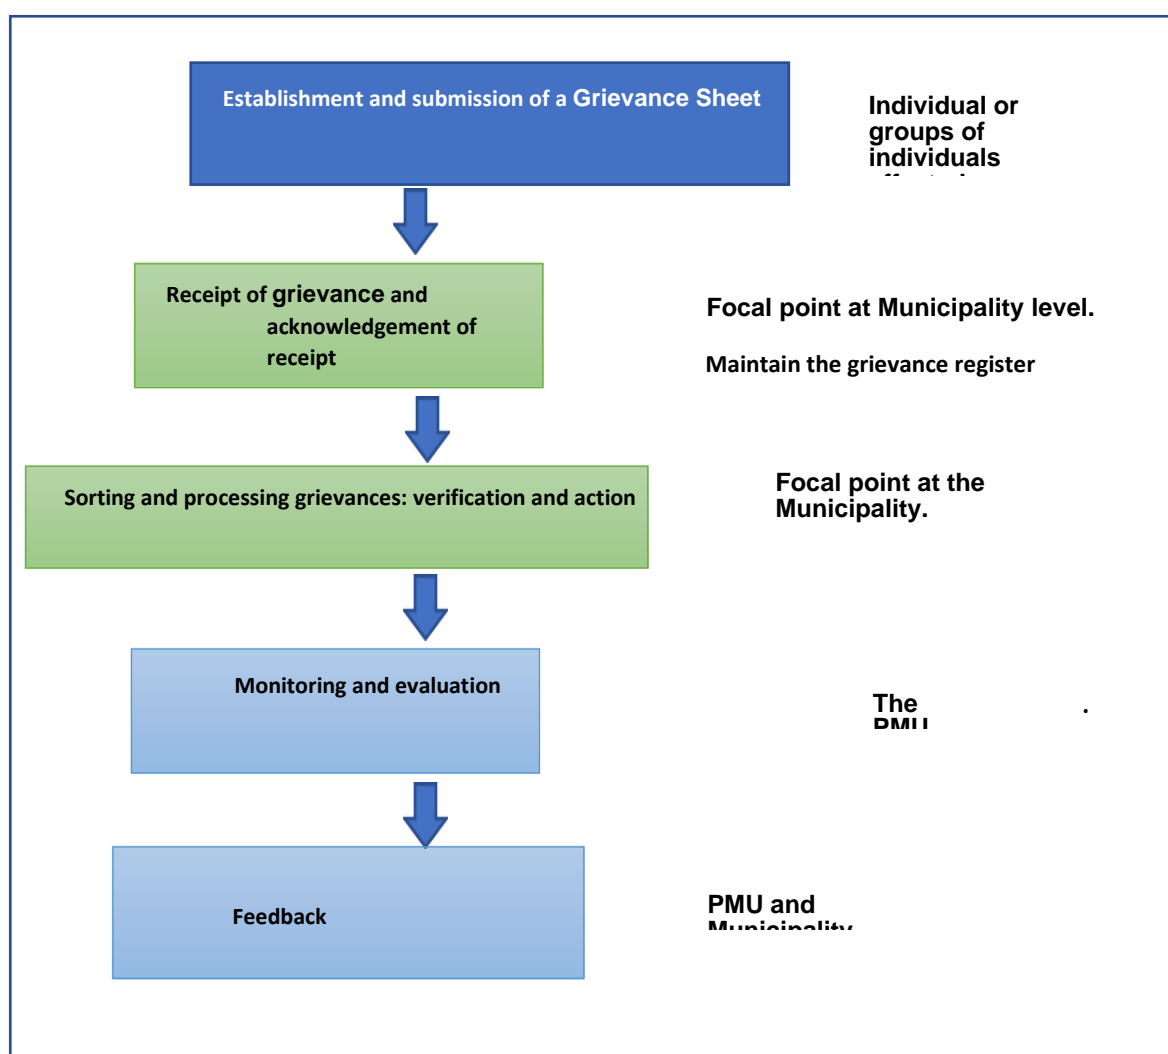 Establishment and submission of a Grievance Sheet
Individual or
groups of
individuals
Receipt of grievance and
acknowledgement of
receipt
Focal point at Municipality level.
Maintain the grievance register
Sorting and processing grievances: verification and action
Focal point at the
Municipality.
Monitoring and evaluation
The .
PMU
Feedback
PMU and
Municipality